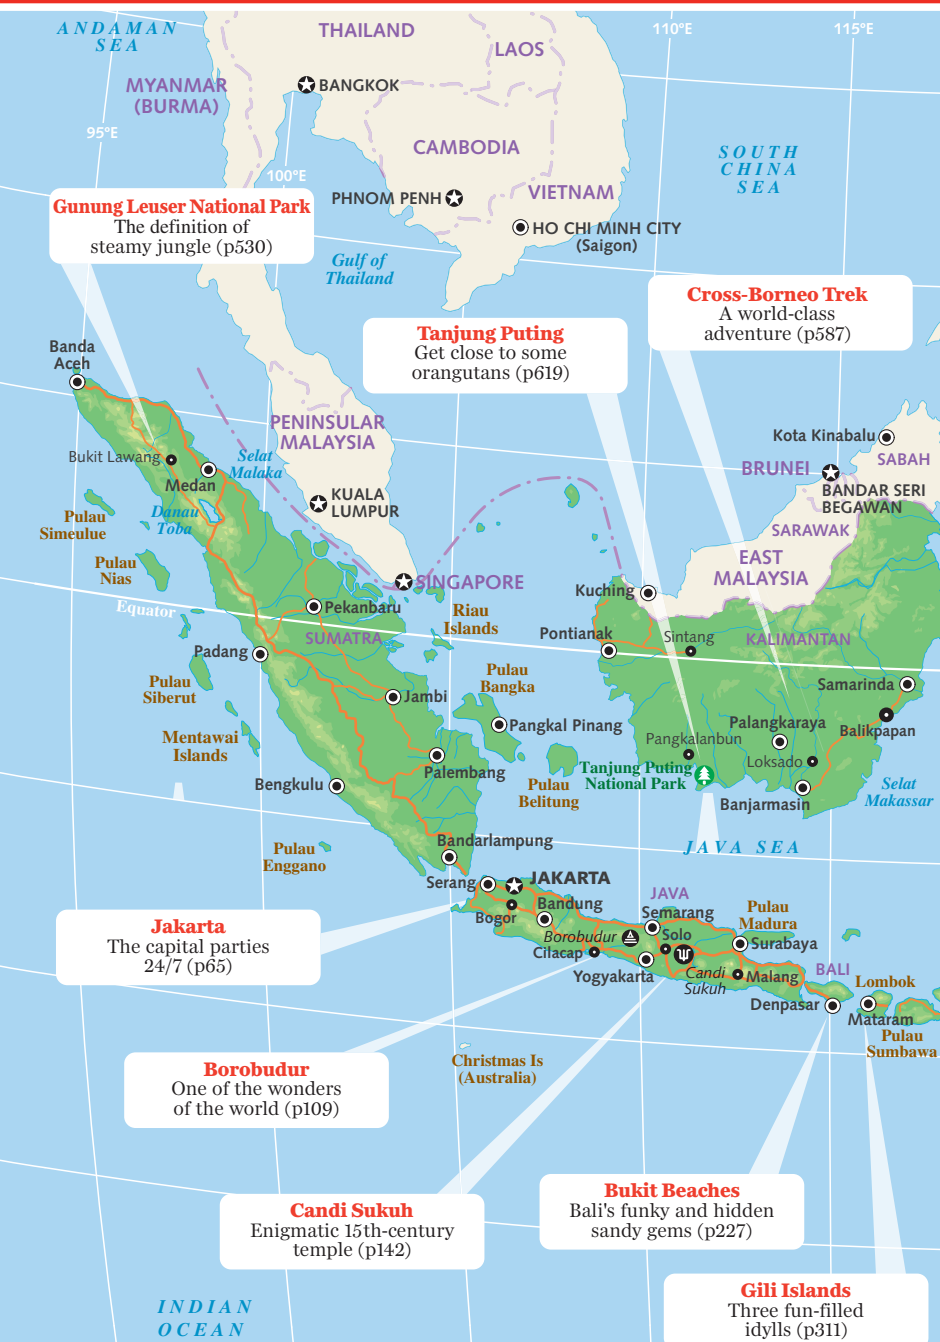 ANDAMAN
SEA
THAILAND
LAOS
110°E
115°E
MYANMAR
(BURMA)
BANGKOK
95°E
CAMBODIA
SOUTH
CHINA
SEA
100°E
PHNOM PENH
VIETNAM
HO CHI MINH CITY
(Saigon)
Gunung Leuser National Park
The definition of
steamy jungle (p530)
Gulf of
Thailand
Cross-Borneo Trek
A world-class
adventure (p587)
Tanjung Puting
Get close to some
orangutans (p619)
Banda
Aceh
PENINSULAR
MALAYSIA
Kota Kinabalu
SABAH
Bukit Lawang
Selat
Malaka
BRUNEI
Medan
BANDAR SERI
BEGAWAN
KUALA
LUMPUR
Danau
Toba
Pulau
Simeulue
SARAWAK
EAST
MALAYSIA
Pulau
Nias
SINGAPORE
Kuching
Equator
Pekanbaru
Riau
Islands
SUMATRA
Pontianak
Sintang
KALIMANTAN
Padang
Pulau
Siberut
Pulau
Bangka
Samarinda
Jambi
Mentawai
Islands
Pangkal Pinang
Palangkaraya
Balikpapan
Pangkalanbun
Loksado
Palembang
Tanjung Puting
National Park
Bengkulu
Pulau
Belitung
Banjarmasin
Selat
Makassar
Pulau
Enggano
Bandarlampung
JAVA SEA
Serang
JAKARTA
JAVA
Bogor
Bandung
Semarang
Pulau
Madura
Jakarta
The capital parties
24/7 (p65)
Borobudur
Solo
Surabaya
Cilacap
Yogyakarta
Candi
Sukuh
Malang
BALI
Lombok
Denpasar
Mataram
Pulau
Sumbawa
Christmas Is
(Australia)
Borobudur
One of the wonders
of the world (p109)
Candi Sukuh
Enigmatic 15th-century
temple (p142)
Bukit Beaches
Bali's funky and hidden
sandy gems (p227)
Gili Islands
Three fun-filled
idylls (p311)
INDIAN
OCEAN